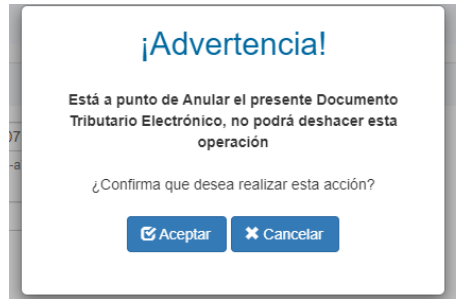 ¡Advertencia!
Está a punto de Anular el presente Documento
Tributario Electrónico, no podrá deshacer esta
operación
¿Confirma que desea realizar esta acción?
Aceptar
Cancelar
07
-a